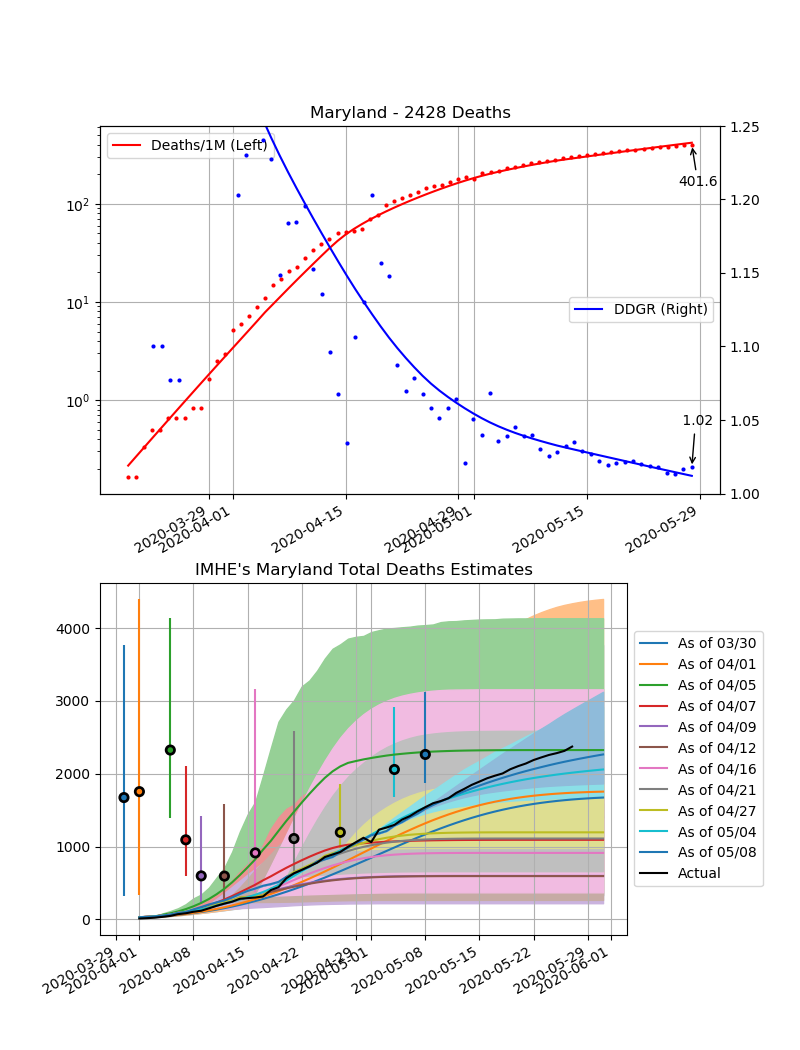 Maryland - 2428 Deaths
Deaths/1M (Left)
DDGR (Right)
401.6
1.02
10²
10¹
10⁰
1.25
1.20
1.15
1.10
1.05
1.00
2020-03-29
2020-04-01
2020-04-15
2020-04-29
2020-05-01
2020-05-15
2020-05-29
IMHE's Maryland Total Deaths Estimates
4000
3000
2000
1000
0
2020-03-29
2020-04-01
2020-04-08
2020-04-15
2020-04-22
2020-04-29
2020-05-01
2020-05-08
2020-05-15
2020-05-22
2020-05-29
2020-06-01
As of 03/30
As of 04/01
As of 04/05
As of 04/07
As of 04/09
As of 04/12
As of 04/16
As of 04/21
As of 04/27
As of 05/04
As of 05/08
Actual